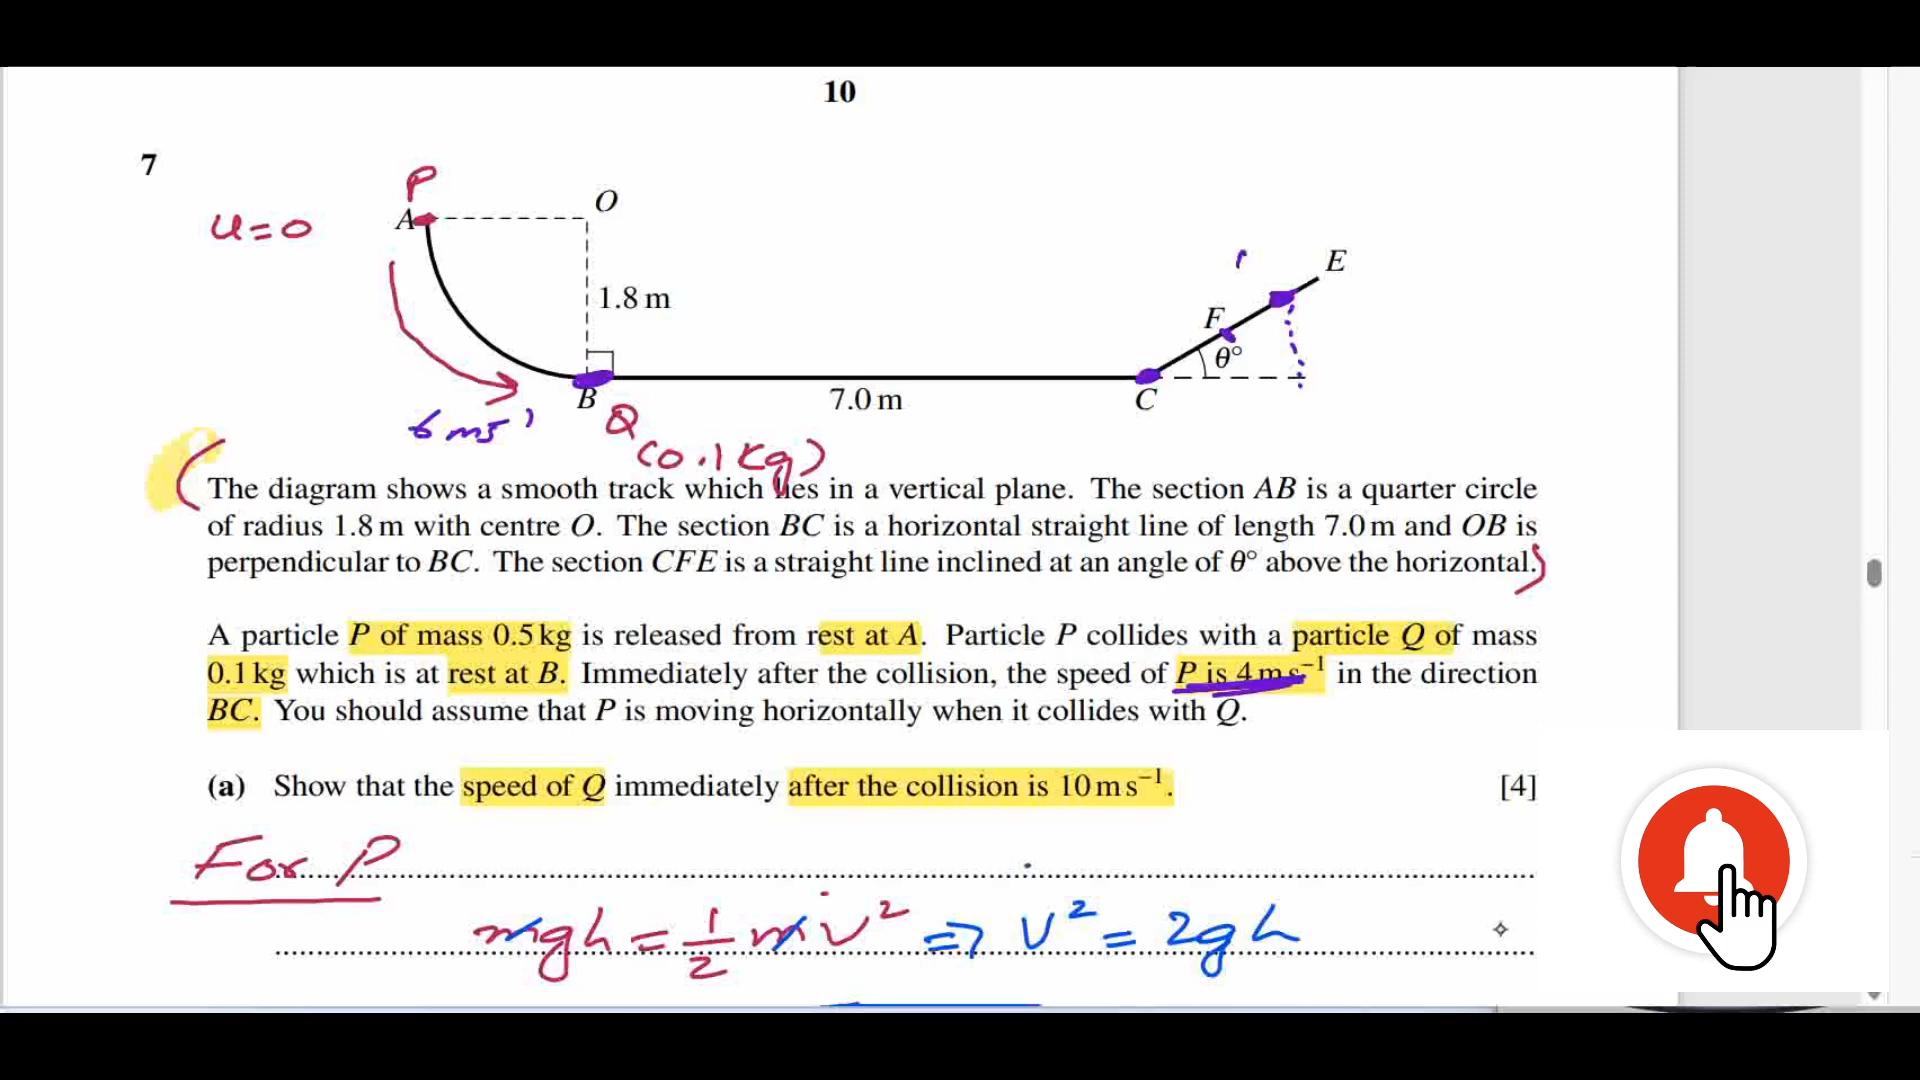 10
7
P
u=0
A
O
1.8 m
E
F
θ°
B
7.0 m
C
6 ms⁻¹
Q
(0.1 kg)
The diagram shows a smooth track which lies in a vertical plane. The section AB is a quarter circle
of radius 1.8 m with centre O. The section BC is a horizontal straight line of length 7.0 m and OB is
perpendicular to BC. The section CFE is a straight line inclined at an angle of θ° above the horizontal.
A particle P of mass 0.5 kg is released from rest at A. Particle P collides with a particle Q of mass
0.1 kg which is at rest at B. Immediately after the collision, the speed of P is 4 m s⁻¹ in the direction
BC. You should assume that P is moving horizontally when it collides with Q.
(a) Show that the speed of Q immediately after the collision is 10 m s⁻¹. [4]
For P
mgh = 1/2 mv² ⇒ v² = 2gh